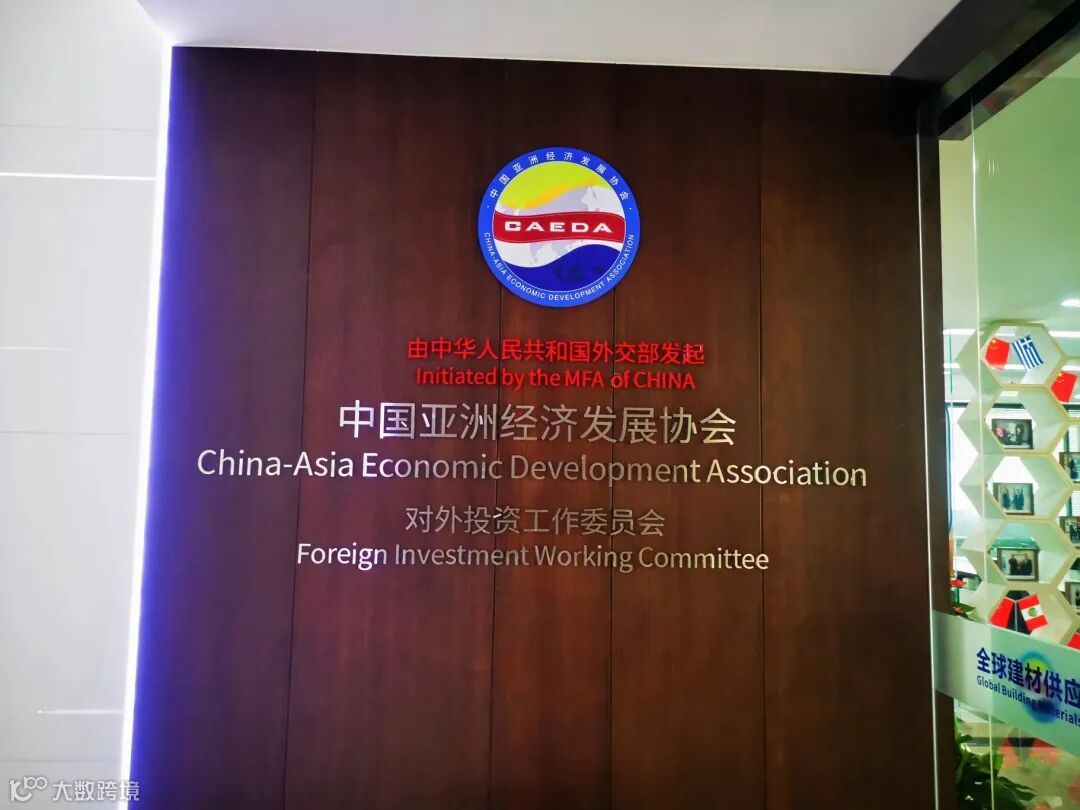 中国亚洲经济发展协会
CAEDA
CHINA-ASIA ECONOMIC DEVELOPMENT ASSOCIATION
由中华人民共和国外交部发起
Initiated by the MFA of CHINA
中国亚洲经济发展协会
China-Asia Economic Development Association
对外投资工作委员会
Foreign Investment Working Committee
全球建材供应
Global Building Materials
大数跨境